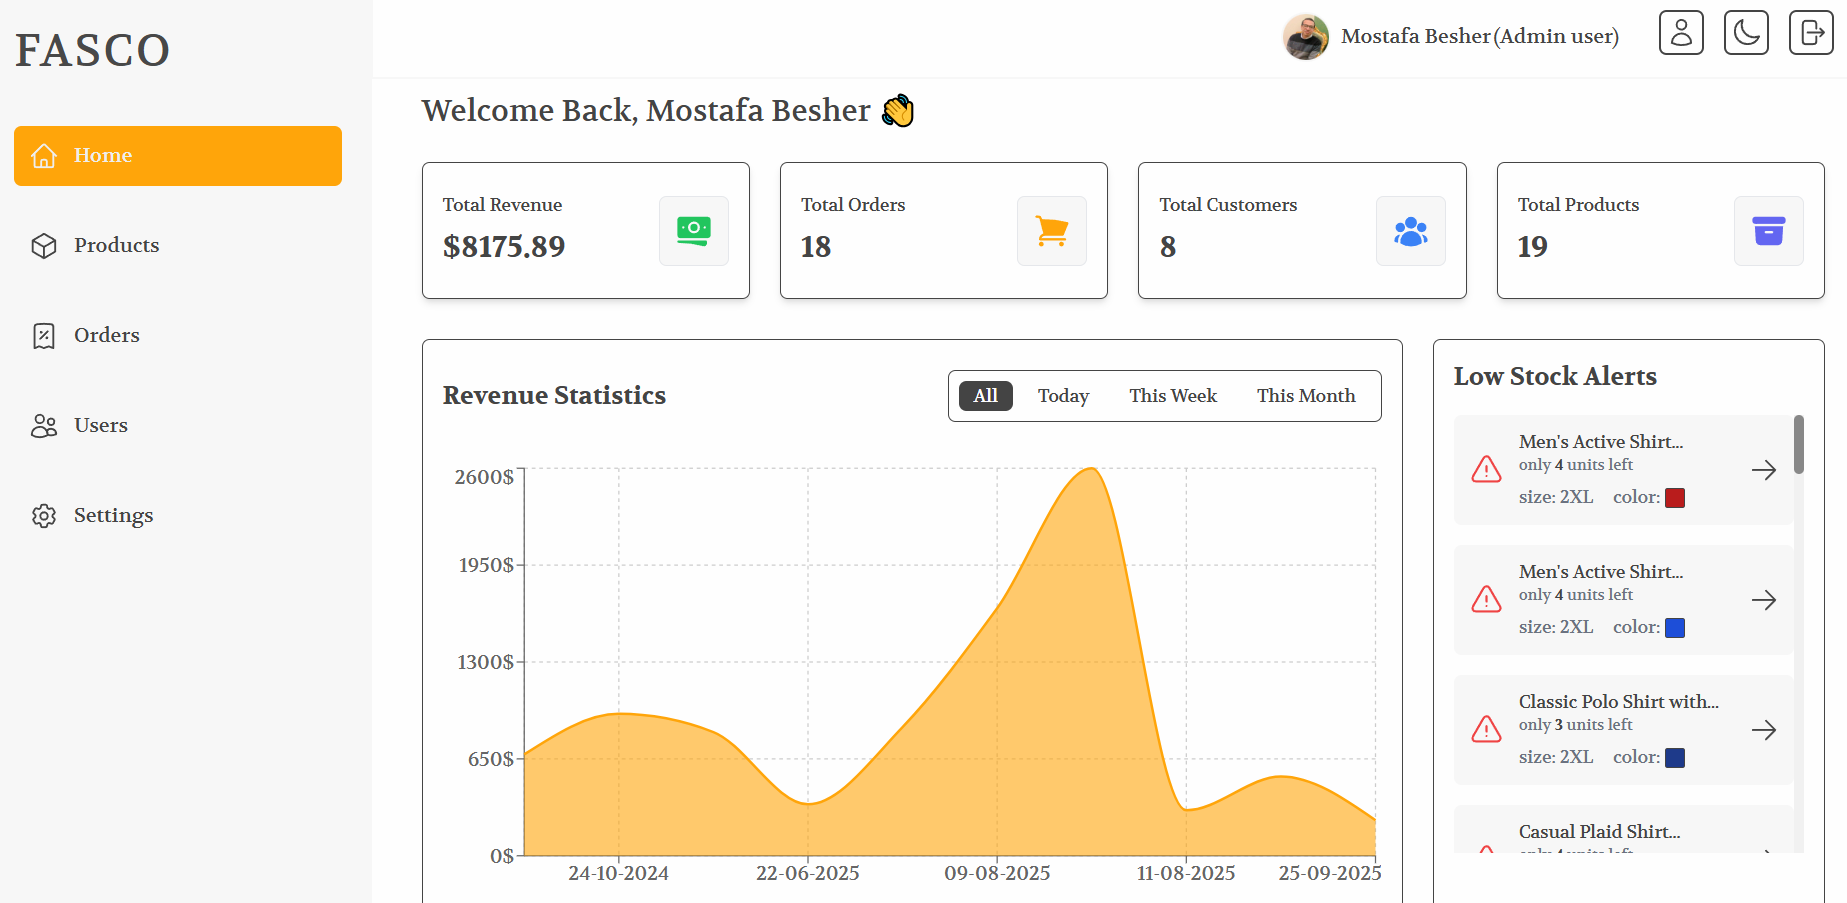 FASCO
Mostafa Besher(Admin user)
Home
Products
Orders
Users
Settings
Welcome Back, Mostafa Besher 👋
Total Revenue
$8175.89
Total Orders
18
Total Customers
8
Total Products
19
Revenue Statistics
All Today This Week This Month
2600$
1950$
1300$
650$
0$
24-10-2024 22-06-2025 09-08-2025 11-08-2025 25-09-2025
Low Stock Alerts
Men's Active Shirt...
only 4 units left
size: 2XL color:
Men's Active Shirt...
only 4 units left
size: 2XL color:
Classic Polo Shirt with...
only 3 units left
size: 2XL color:
Casual Plaid Shirt...
only 4 units left